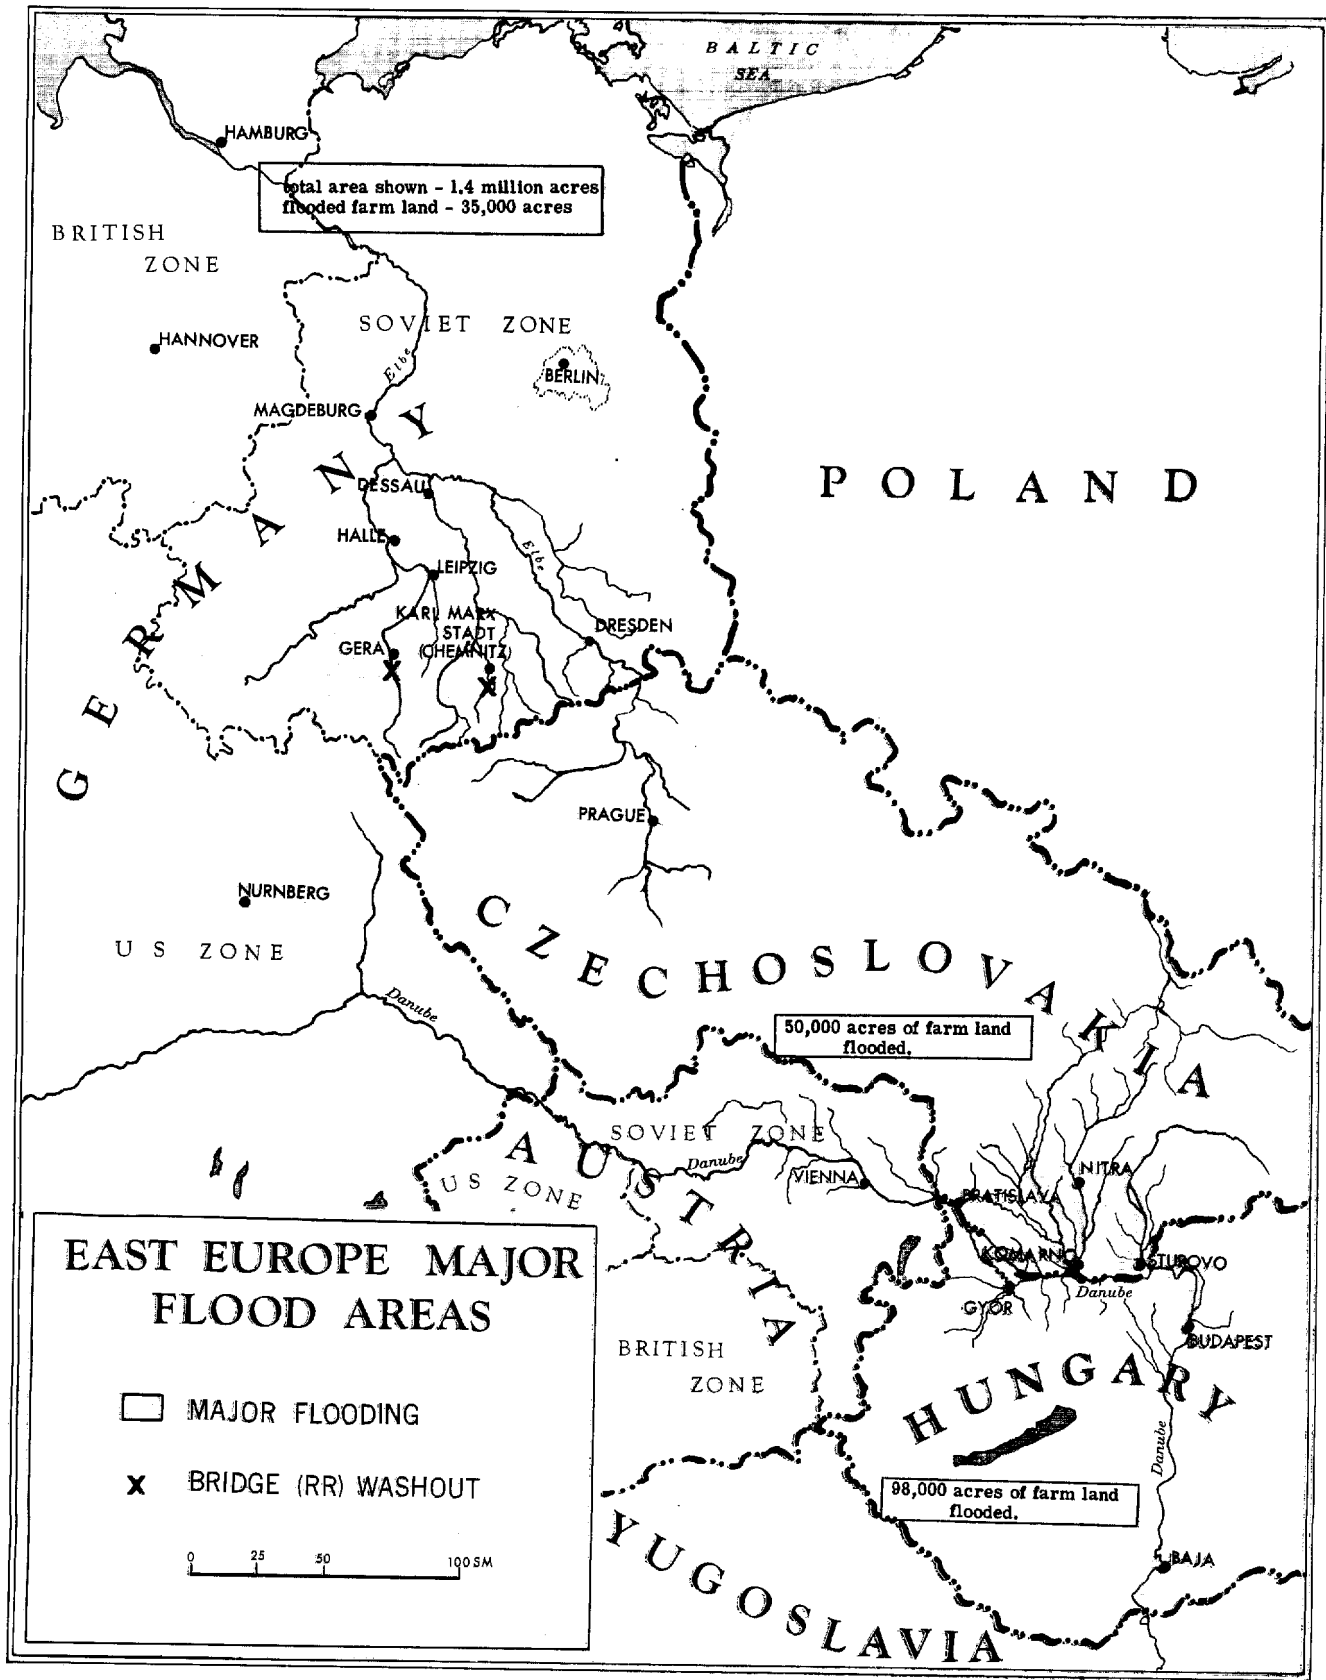 BALTIC
SEA
HAMBURG
total area shown - 1.4 million acres
flooded farm land - 35,000 acres
BRITISH
ZONE
SOVIET ZONE
HANNOVER
Elbe
BERLIN
MAGDEBURG
GERMANY
POLAND
DESSAU
HALLE
Elbe
LEIPZIG
KARL MARX
STADT
(CHEMNITZ)
DRESDEN
GERA
PRAGUE
NURNBERG
US ZONE
CZECHOSLOVAKIA
Danube
50,000 acres of farm land
flooded.
SOVIET ZONE
AUSTRIA
Danube
US ZONE
VIENNA
BRATISLAVA
NITRA
KOMARNO
STUROVO
Danube
GYOR
BUDAPEST
BRITISH
ZONE
HUNGARY
Danube
98,000 acres of farm land
flooded.
YUGOSLAVIA
BAJA
EAST EUROPE MAJOR
FLOOD AREAS
MAJOR FLOODING
X BRIDGE (RR) WASHOUT
0 25 50 100 SM